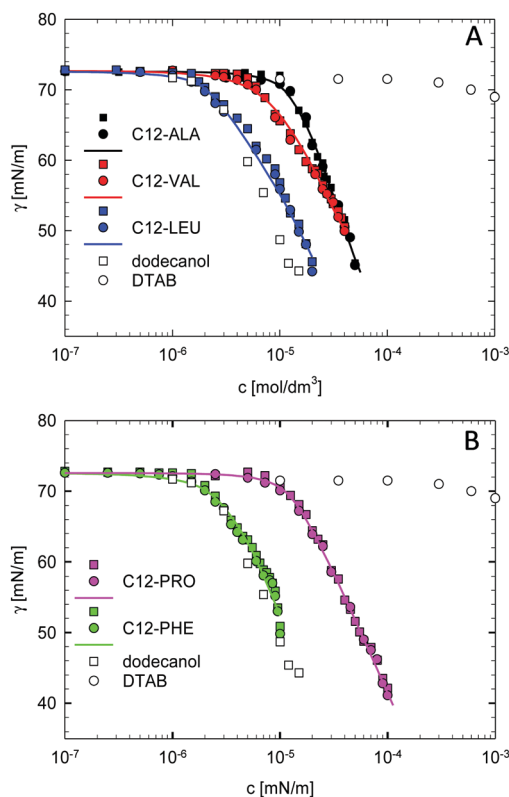 A
80
70
60
50
40
γ [mN/m]
C12-ALA
C12-VAL
C12-LEU
dodecanol
DTAB
10⁻⁷ 10⁻⁶ 10⁻⁵ 10⁻⁴ 10⁻³
c [mol/dm³]
B
80
70
60
50
40
γ [mN/m]
C12-PRO
C12-PHE
dodecanol
DTAB
10⁻⁷ 10⁻⁶ 10⁻⁵ 10⁻⁴ 10⁻³
c [mN/m]